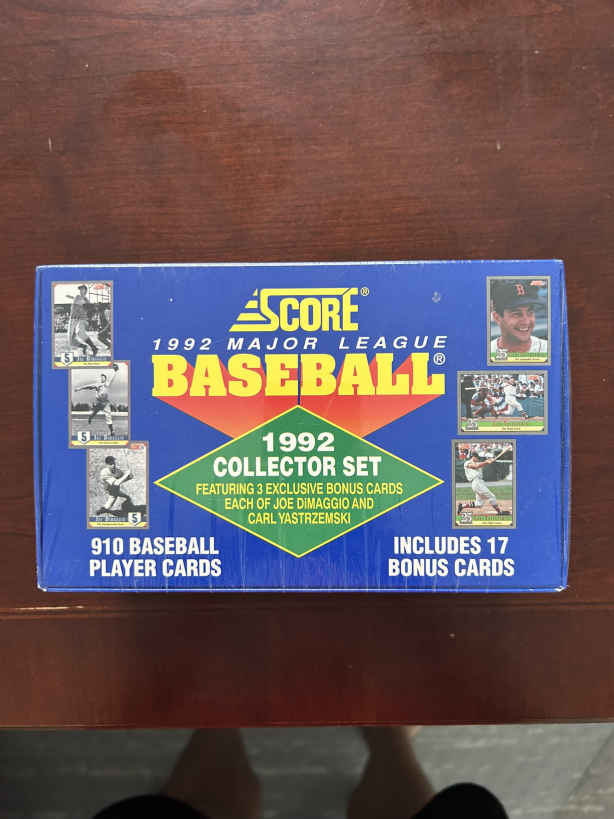 SCORE®
1992 MAJOR LEAGUE
BASEBALL®
1992
COLLECTOR SET
FEATURING 3 EXCLUSIVE BONUS CARDS
EACH OF JOE DiMAGGIO AND
CARL YASTRZEMSKI
910 BASEBALL
PLAYER CARDS
INCLUDES 17
BONUS CARDS